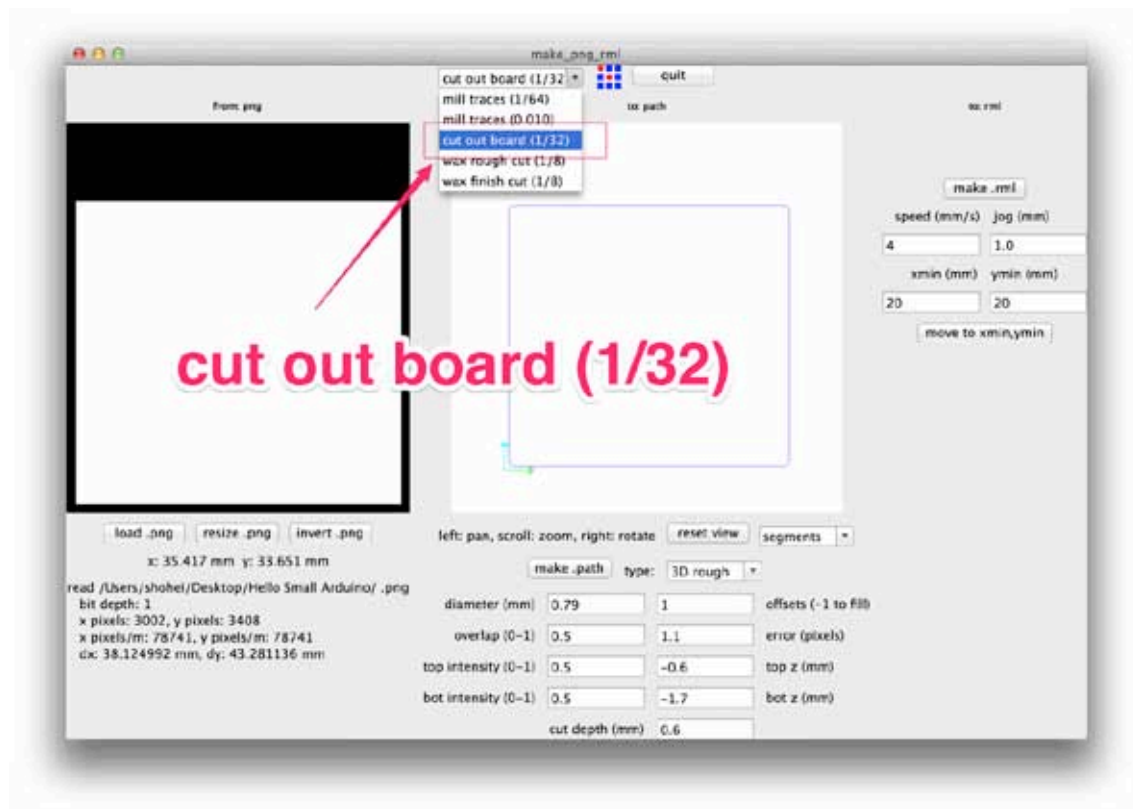 make_png_rml
cut out board (1/32
quit
mill traces (1/64)
mill traces (0.010)
cut out board (1/32)
wax rough cut (1/8)
wax finish cut (1/8)
from: png
to: path
to: rml
make .rml
speed (mm/s) jog (mm)
4 1.0
xmin (mm) ymin (mm)
20 20
move to xmin,ymin
cut out board (1/32)
load .png resize .png invert .png
x: 35.417 mm y: 33.651 mm
read /Users/shohei/Desktop/Hello Small Arduino/ .png
bit depth: 1
x pixels: 3002, y pixels: 3408
x pixels/m: 78741, y pixels/m: 78741
dx: 38.124992 mm, dy: 43.281136 mm
left: pan, scroll: zoom, right: rotate reset view segments
make .path type: 3D rough
diameter (mm) 0.79 1 offsets (-1 to fill)
overlap (0-1) 0.5 1.1 error (pixels)
top intensity (0-1) 0.5 -0.6 top z (mm)
bot intensity (0-1) 0.5 -1.7 bot z (mm)
cut depth (mm) 0.6